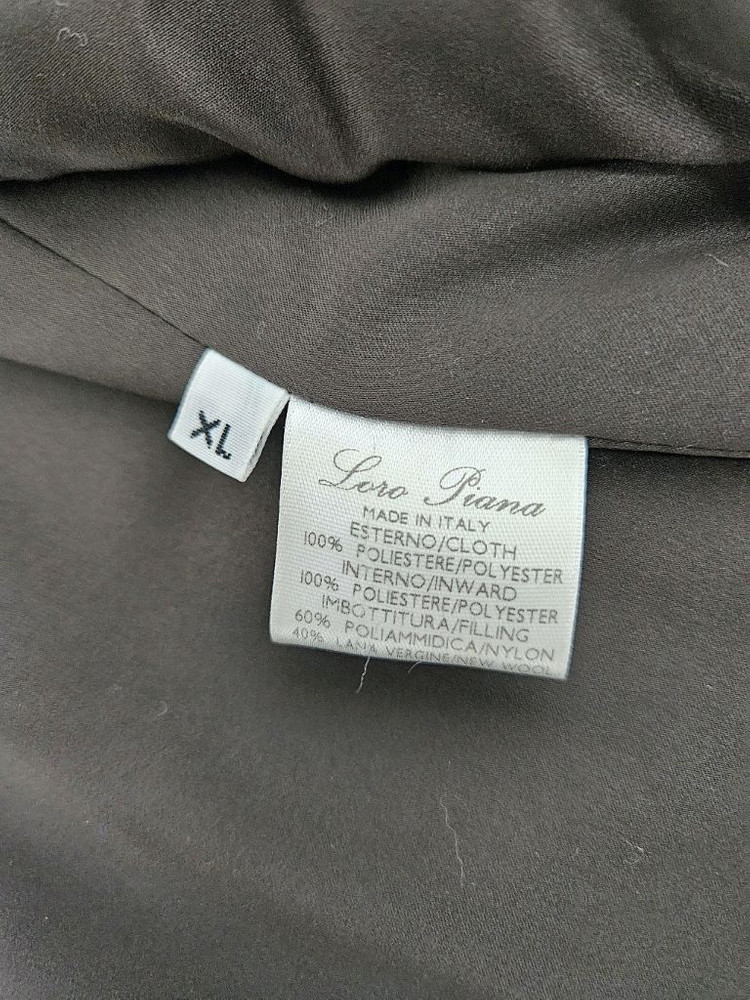 XL
Loro Piana
MADE IN ITALY
ESTERNO/CLOTH
100% POLIESTERE/POLYESTER
INTERNO/INWARD
100% POLIESTERE/POLYESTER
IMBOTTITURA/FILLING
60% POLIAMMIDICA/NYLON
40% LANA VERGINE/NEW WOOL